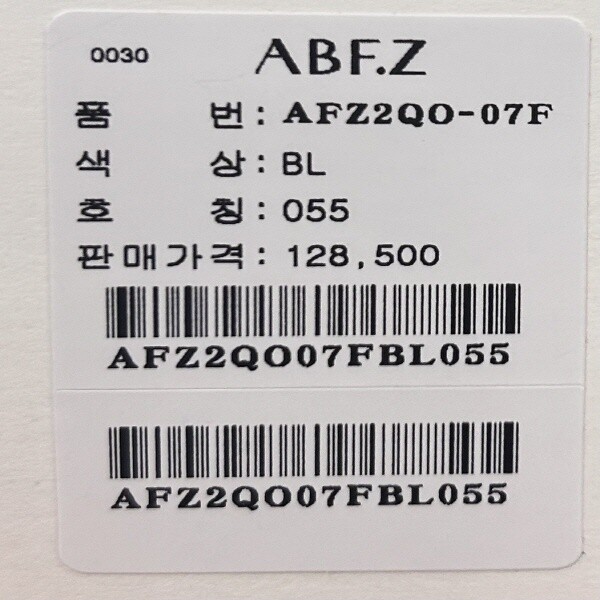 0030 ABF.Z
품 번 : AFZ2QO-07F
색 상 : BL
호 칭 : 055
판매가격 : 128,500
AFZ2QO07FBL055
AFZ2QO07FBL055